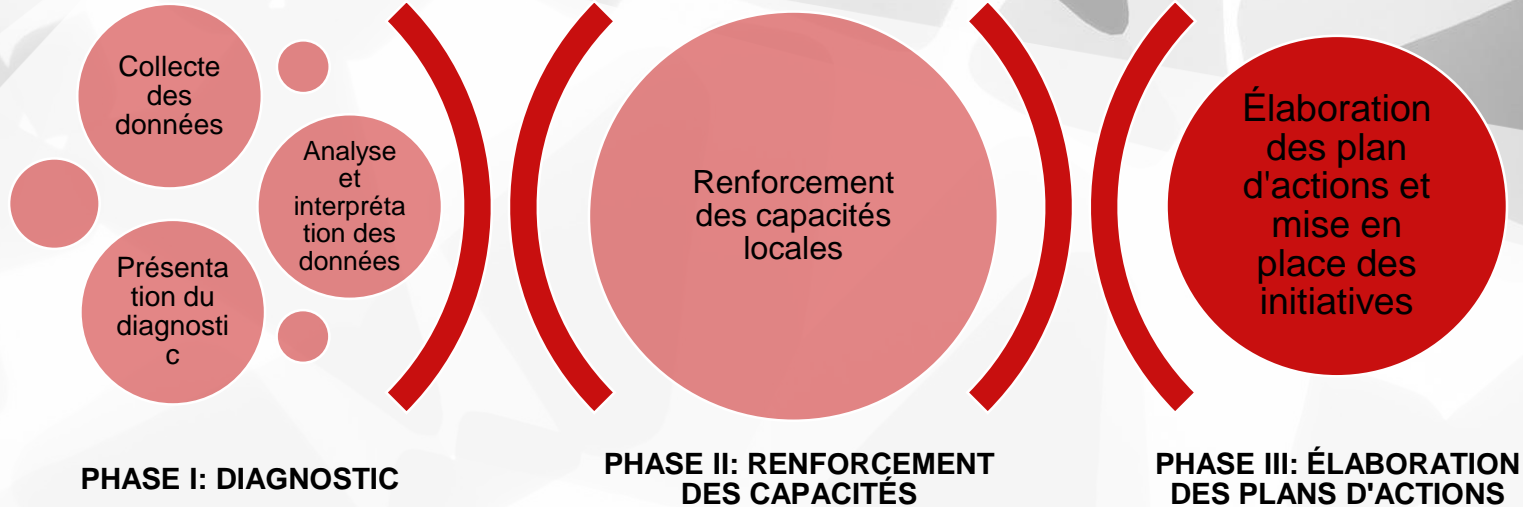 Collecte
des
données
Analyse
et
interpréta
tion des
données
Présenta
tion du
diagnosti
c
PHASE I: DIAGNOSTIC
Renforcement
des capacités
locales
PHASE II: RENFORCEMENT
DES CAPACITÉS
Élaboration
des plan
d'actions et
mise en
place des
initiatives
PHASE III: ÉLABORATION
DES PLANS D'ACTIONS